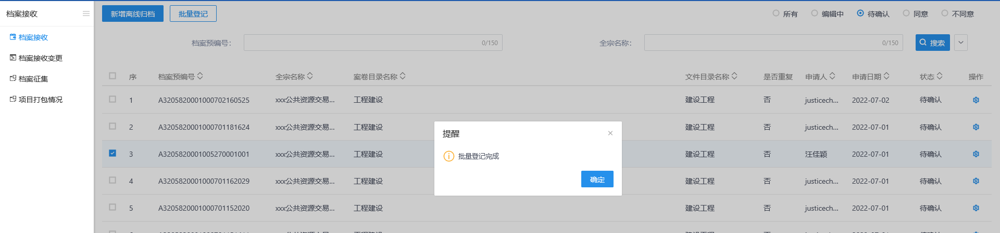 档案接收
档案接收
档案接收变更
档案征集
项目打包情况
新增离线归档 批量登记 所有 编辑中 待确认 同意 不同意
档案预编号： 0/150 全宗名称： 0/150 搜索
序 档案预编号 全宗名称 案卷目录名称 文件目录名称 是否重复 申请人 申请日期 状态 操作
1 A3205820001000702160525 xxx公共资源交易... 工程建设 建设工程 否 justicech... 2022-07-02 待确认
2 A3205820001000701181624 xxx公共资源交易... 工程建设 建设工程 否 justicech... 2022-07-01 待确认
3 A3205820001005270001001 xxx公共资源交易... 工程建设 建设工程 否 汪佳颖 2022-07-01 待确认
4 A3205820001000701162029 xxx公共资源交易... 工程建设 建设工程 否 justicech... 2022-07-01 待确认
5 A3205820001000701152020 xxx公共资源交易... 工程建设 建设工程 否 justicech... 2022-07-01 待确认
提醒
批量登记完成
确定